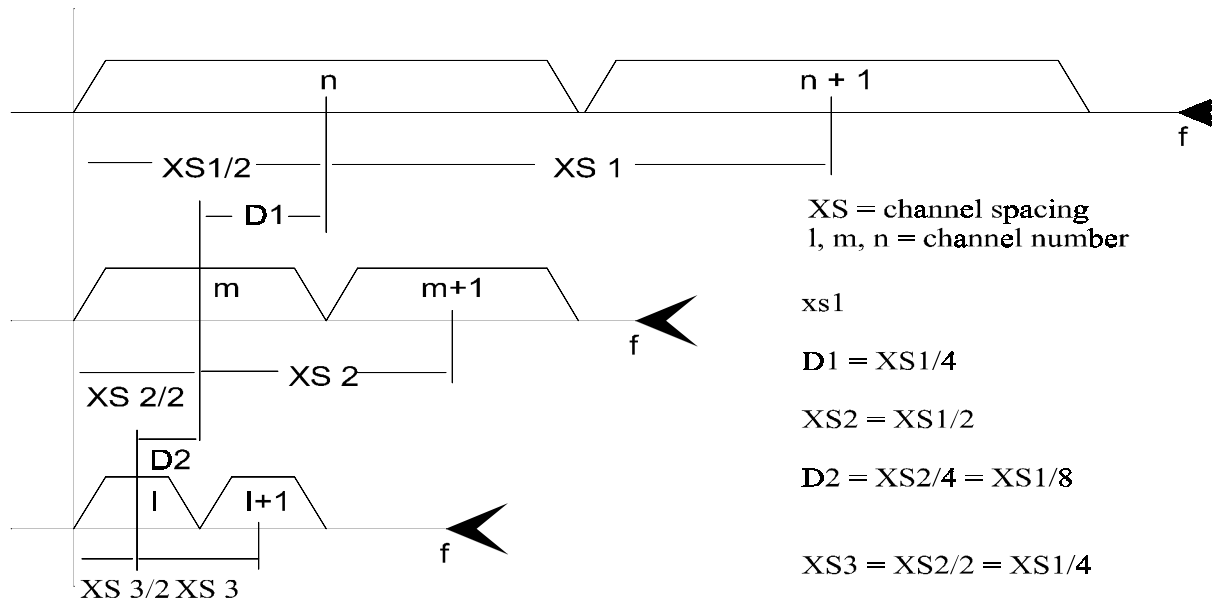 n
n + 1
f
XS1/2
XS 1
D1
XS = channel spacing
l, m, n = channel number
m
m+1
f
xs1
D1 = XS1/4
XS 2/2
XS 2
XS2 = XS1/2
D2
D2 = XS2/4 = XS1/8
l
l+1
f
XS 3/2 XS 3
XS3 = XS2/2 = XS1/4